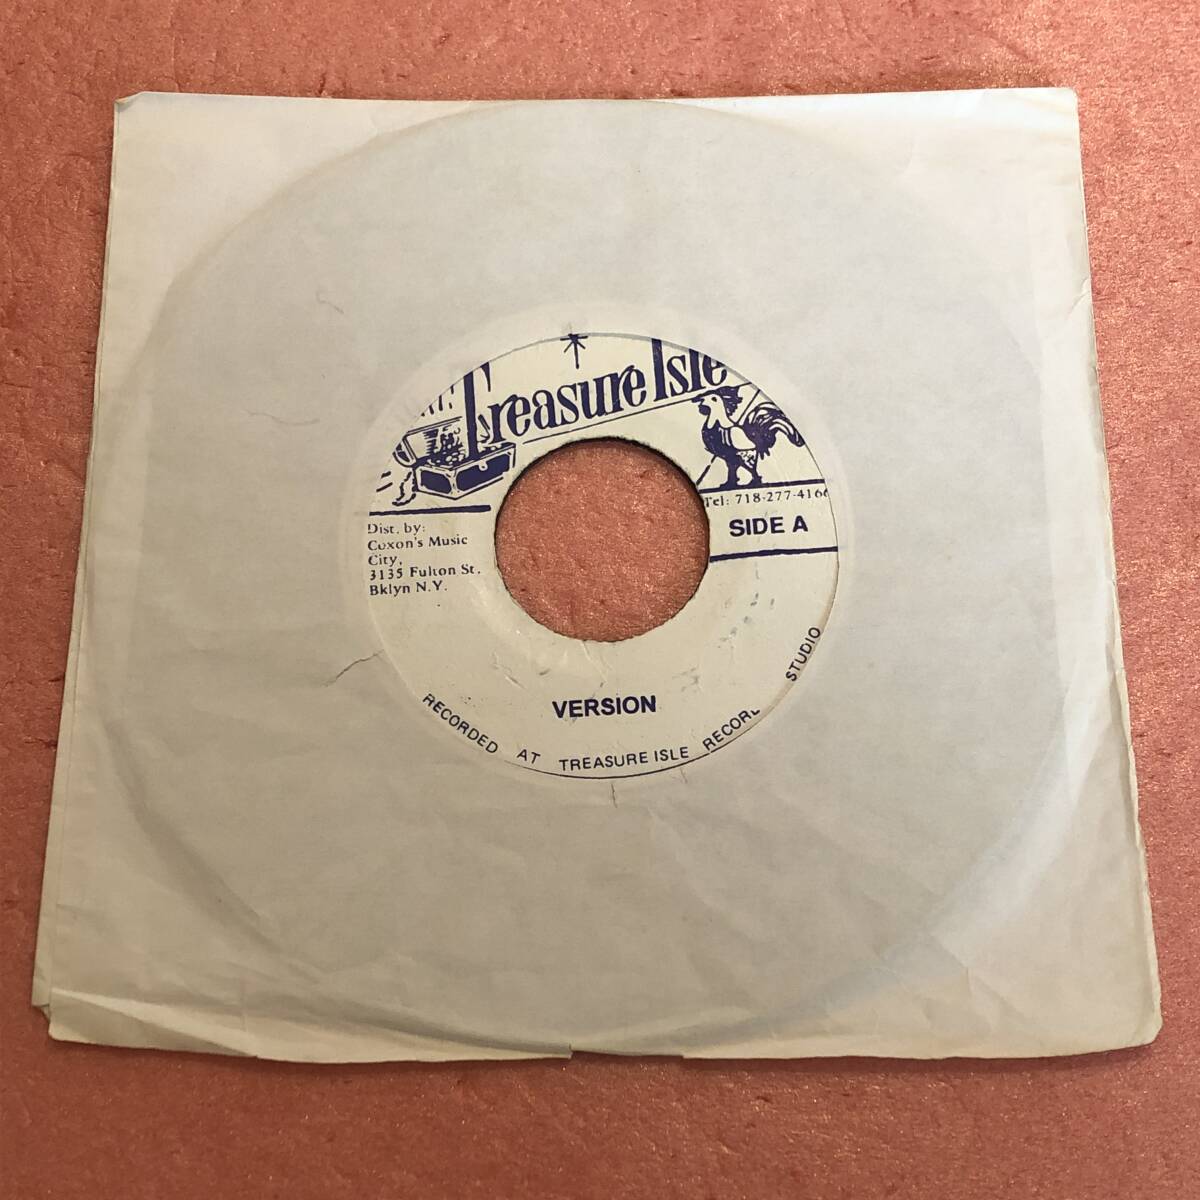 Treasure Isle
Tel: 718-277-4166
SIDE A
Dist. by:
Coxon's Music
City,
3135 Fulton St.
Bklyn N.Y.
VERSION
RECORDED AT TREASURE ISLE RECORD STUDIO